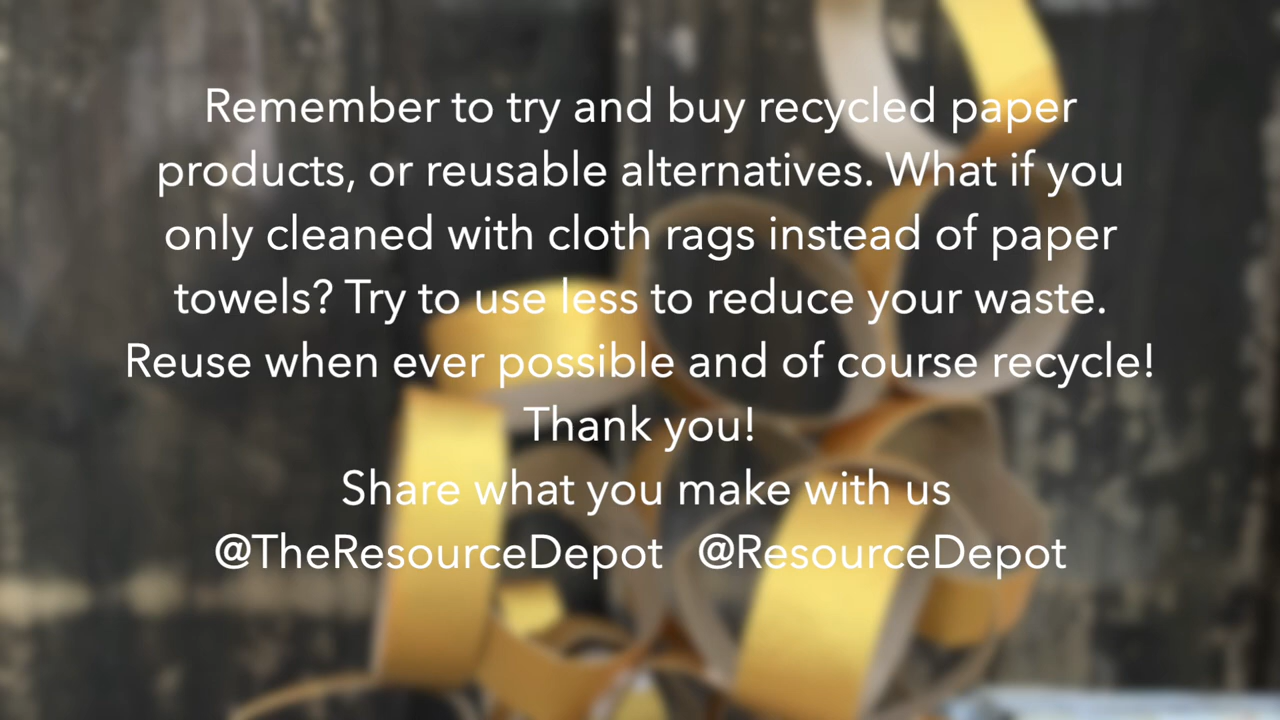 Remember to try and buy recycled paper
products, or reusable alternatives. What if you
only cleaned with cloth rags instead of paper
towels? Try to use less to reduce your waste.
Reuse when ever possible and of course recycle!
Thank you!
Share what you make with us
@TheResourceDepot @ResourceDepot